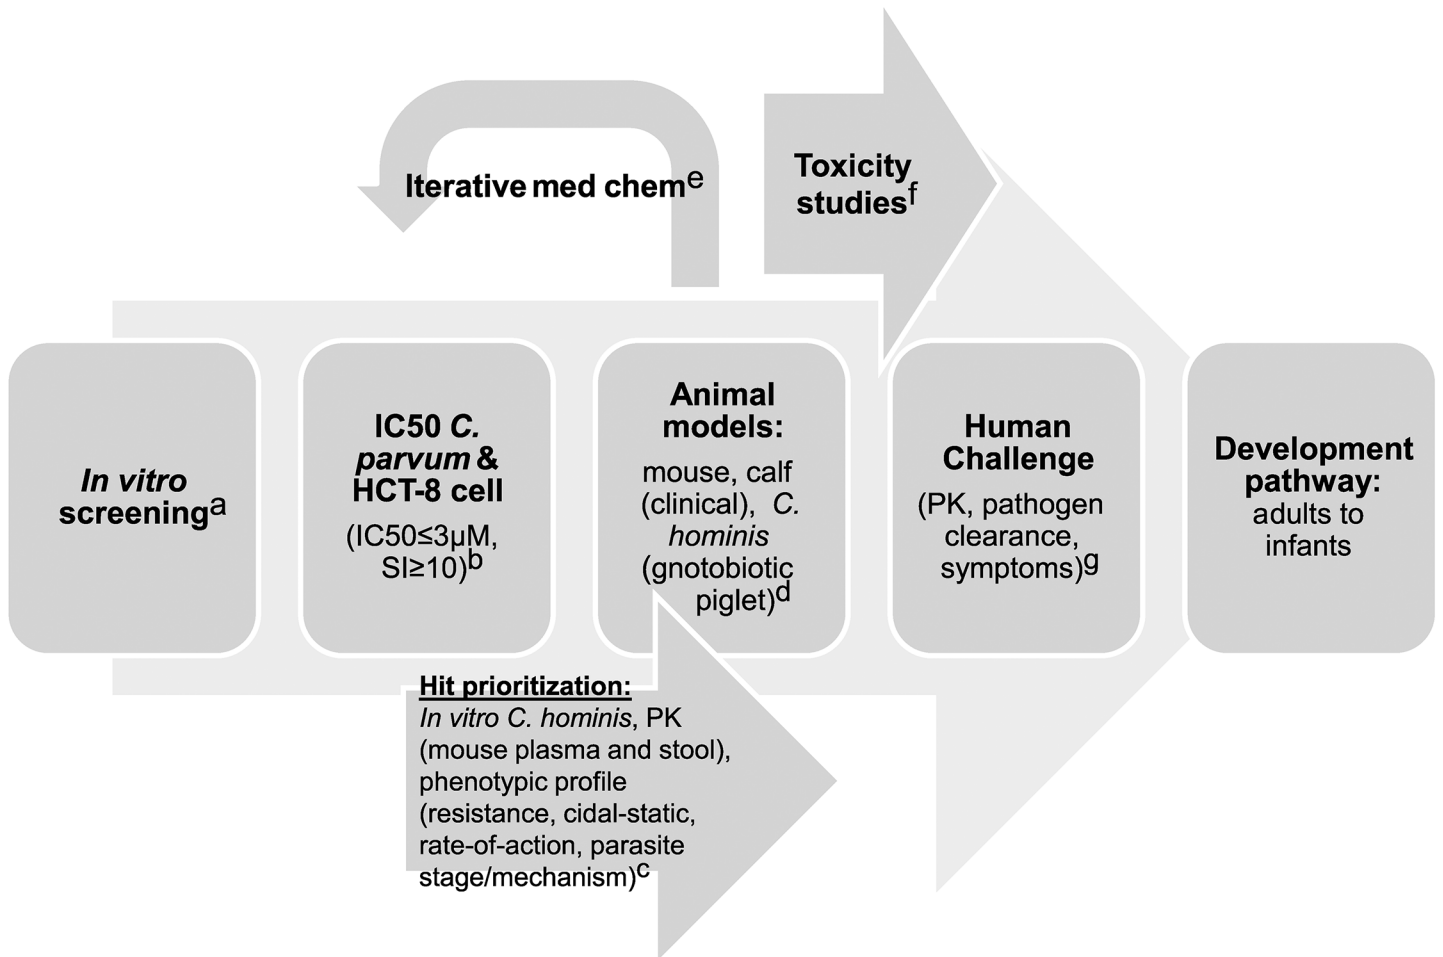 Iterative med chem e
Toxicity
studies f
In vitro
screening a
IC50 C.
parvum &
HCT-8 cell
(IC50≤3µM,
SI≥10) b
Animal
models:
mouse, calf
(clinical), C.
hominis
(gnotobiotic
piglet) d
Human
Challenge
(PK, pathogen
clearance,
symptoms) g
Development
pathway:
adults to
infants
Hit prioritization:
In vitro C. hominis, PK
(mouse plasma and stool),
phenotypic profile
(resistance, cidal-static,
rate-of-action, parasite
stage/mechanism) c